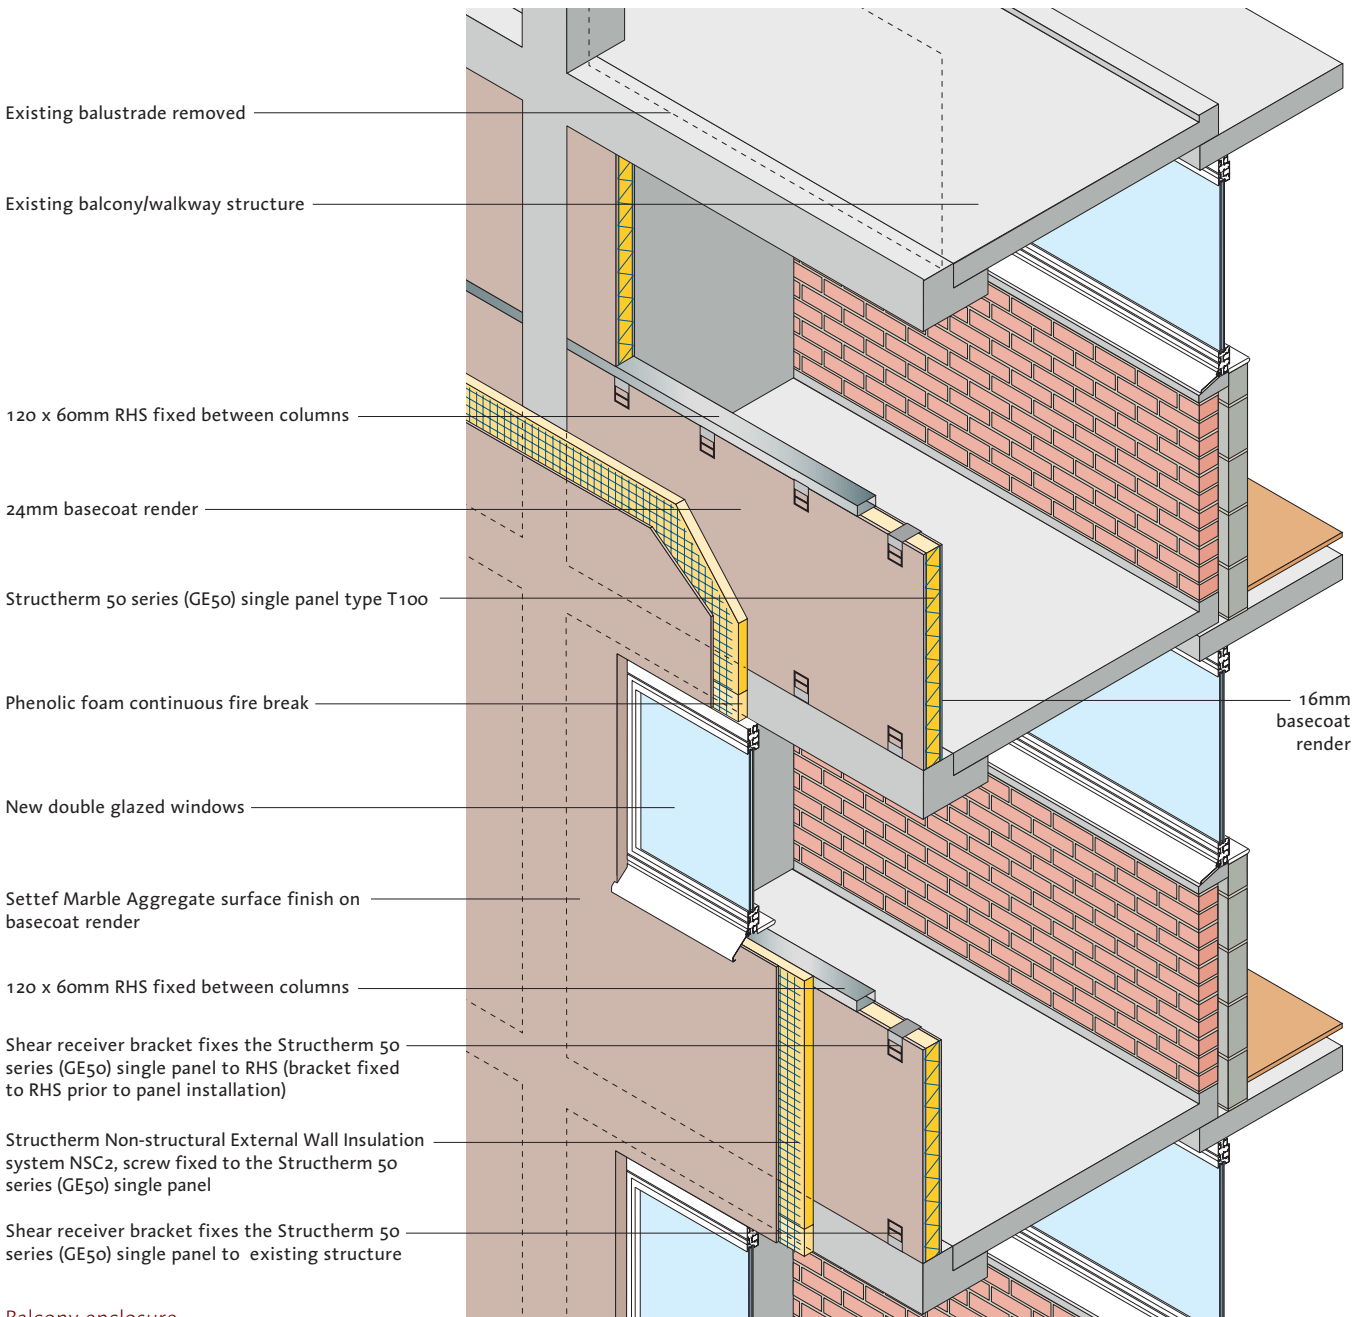 Existing balustrade removed
Existing balcony/walkway structure
120 x 60mm RHS fixed between columns
24mm basecoat render
Structherm 50 series (GE50) single panel type T100
Phenolic foam continuous fire break
16mm
basecoat
render
New double glazed windows
Settef Marble Aggregate surface finish on
basecoat render
120 x 60mm RHS fixed between columns
Shear receiver bracket fixes the Structherm 50
series (GE50) single panel to RHS (bracket fixed
to RHS prior to panel installation)
Structherm Non-structural External Wall Insulation
system NSC2, screw fixed to the Structherm 50
series (GE50) single panel
Shear receiver bracket fixes the Structherm 50
series (GE50) single panel to existing structure
Balcony enclosure